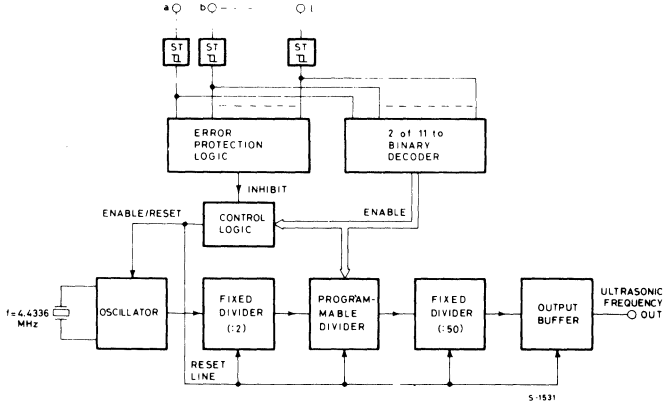 a b l
ST ST ST
ERROR
PROTECTION
LOGIC
2 of 11 to
BINARY
DECODER
INHIBIT
ENABLE/RESET
CONTROL
LOGIC
ENABLE
f=4.4336
MHz
OSCILLATOR
FIXED
DIVIDER
(:2)
PROGRAM-
MABLE
DIVIDER
FIXED
DIVIDER
(:50)
OUTPUT
BUFFER
ULTRASONIC
FREQUENCY
OUT
RESET
LINE
S-1531